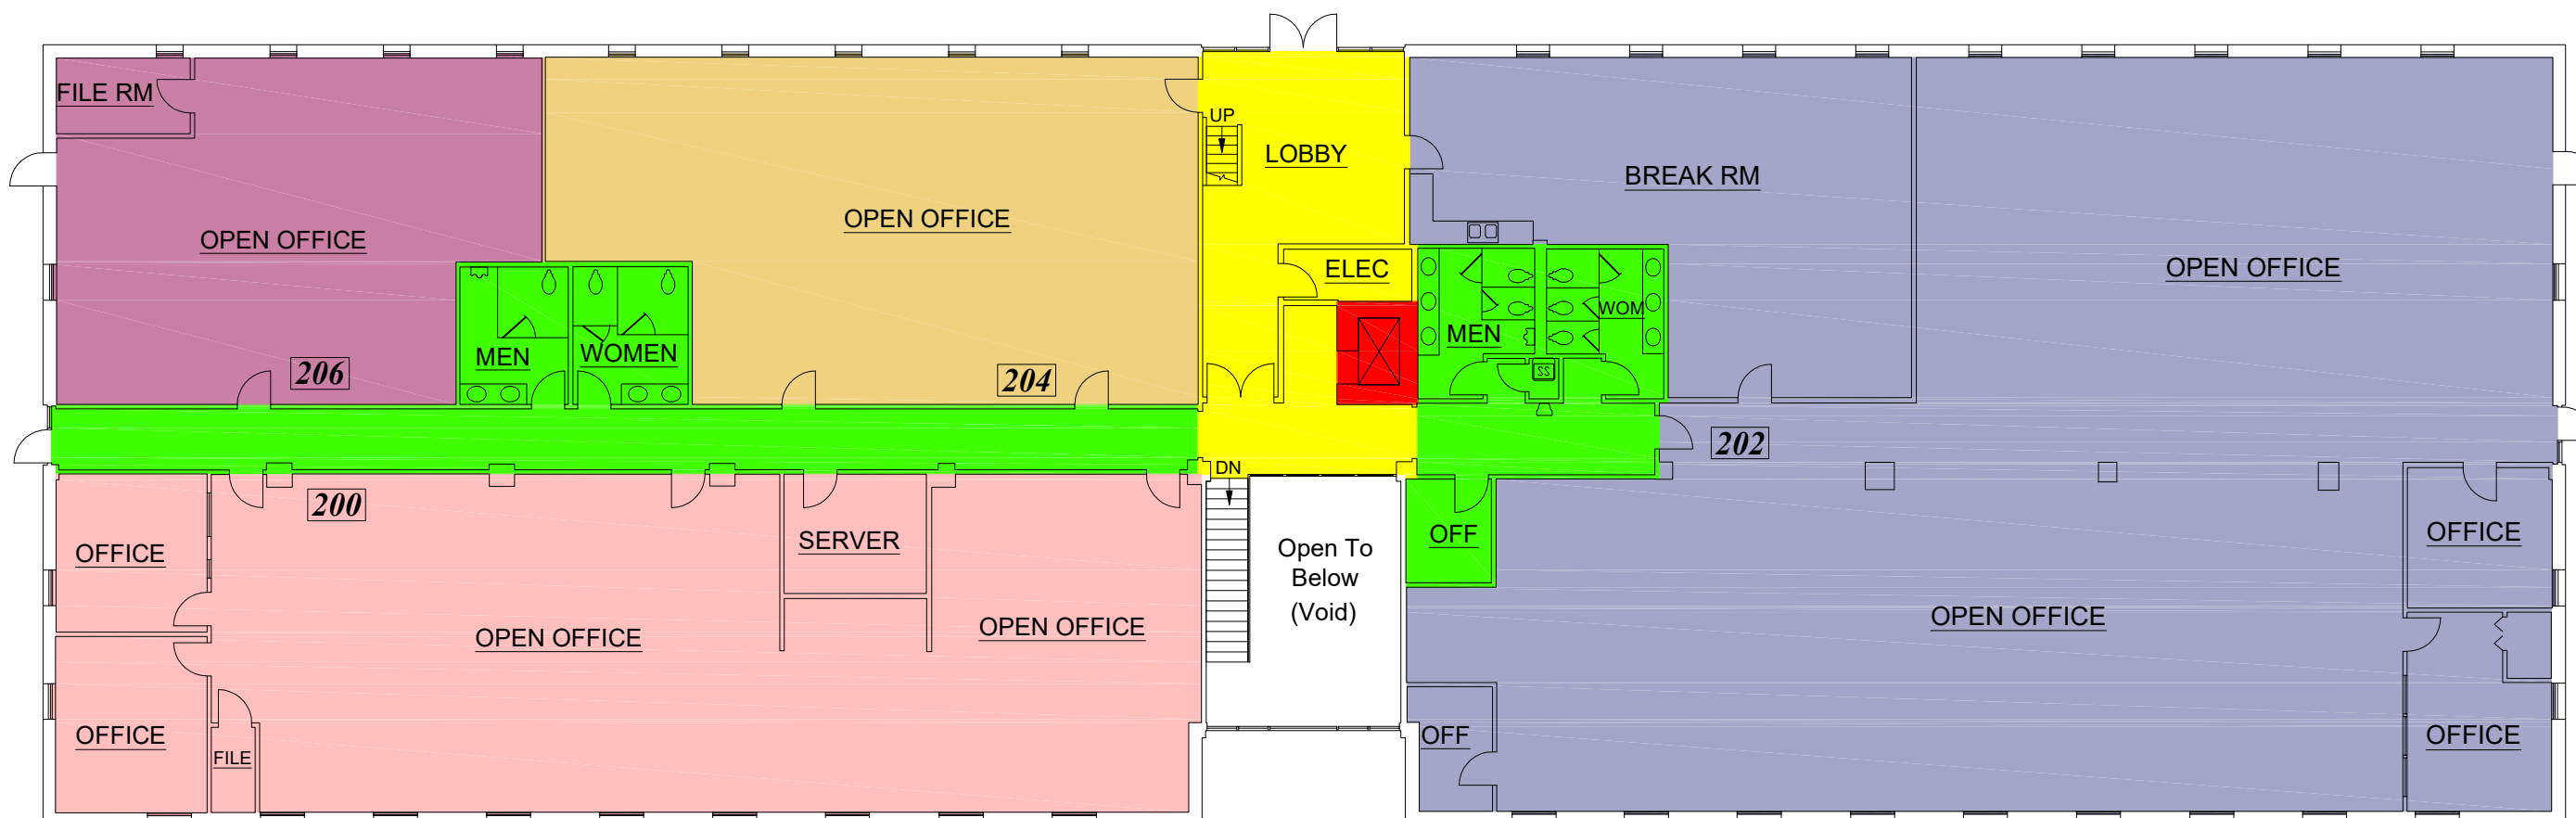 FILE RM
UP
LOBBY
BREAK RM
OPEN OFFICE
OPEN OFFICE
OPEN OFFICE
ELEC
WOM
MEN
MEN
WOMEN
206
204
SS
202
DN
200
OFFICE
SERVER
Open To
Below
(Void)
OFF
OFFICE
OPEN OFFICE
OPEN OFFICE
OPEN OFFICE
OFFICE
FILE
OFF
OFFICE